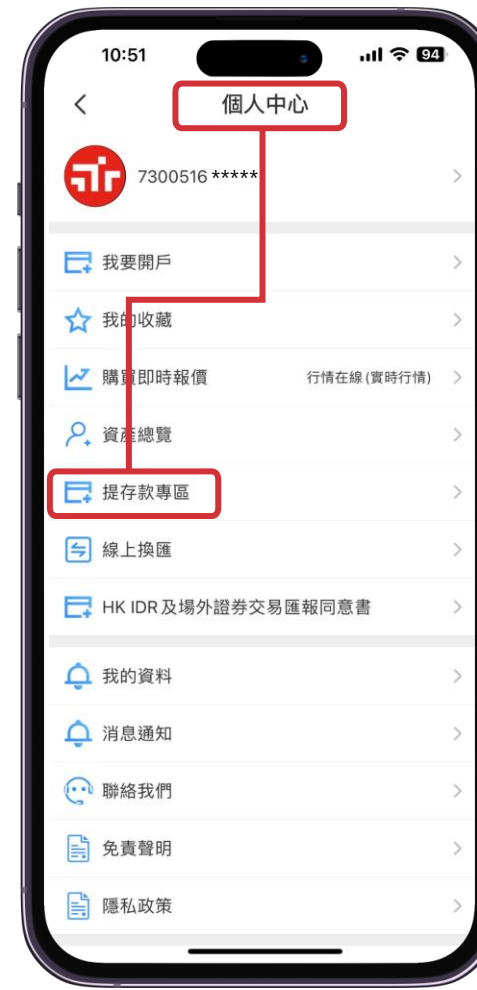 10:51
94
個人中心
7300516 *****
我要開戶
我的收藏
購買即時報價 行情在線(實時行情)
資產總覽
提存款專區
線上換匯
HK IDR 及場外證券交易匯報同意書
我的資料
消息通知
聯絡我們
免責聲明
隱私政策